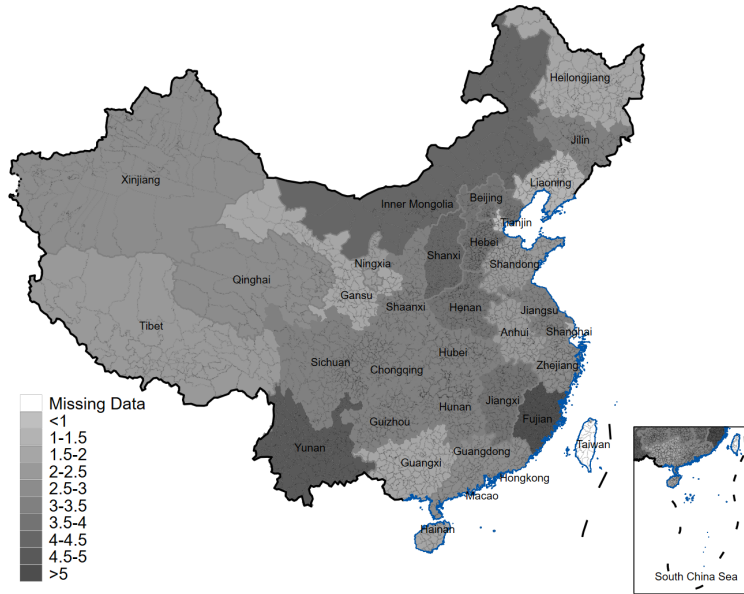 Heilongjiang
Jilin
Xinjiang
Liaoning
Inner Mongolia
Beijing
Tianjin
Hebei
Shanxi
Ningxia
Shandong
Qinghai
Gansu
Shaanxi
Henan
Jiangsu
Tibet
Anhui
Shanghai
Hubei
Sichuan
Chongqing
Zhejiang
Jiangxi
Hunan
Guizhou
Fujian
Yunan
Guangdong
Taiwan
Guangxi
Hongkong
Macao
Hainan
Missing Data
<1
1-1.5
1.5-2
2-2.5
2.5-3
3-3.5
3.5-4
4-4.5
4.5-5
>5
South China Sea